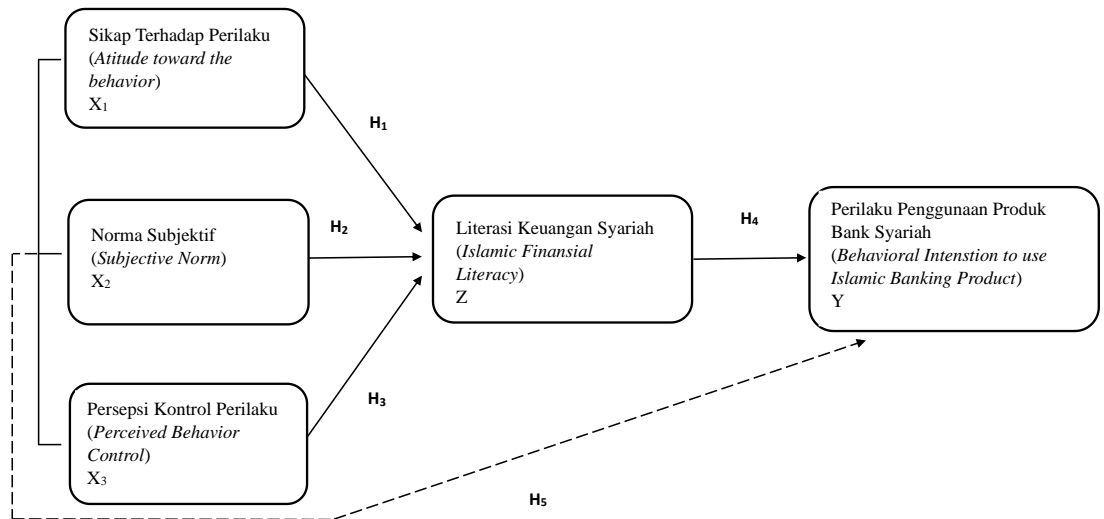 Sikap Terhadap Perilaku
(Atitude toward the
behavior)
X₁
H₁
Norma Subjektif
(Subjective Norm)
X₂
H₂
Literasi Keuangan Syariah
(Islamic Finansial
Literacy)
Z
H₄
Perilaku Penggunaan Produk
Bank Syariah
(Behavioral Intenstion to use
Islamic Banking Product)
Y
Persepsi Kontrol Perilaku
(Perceived Behavior
Control)
X₃
H₃
H₅